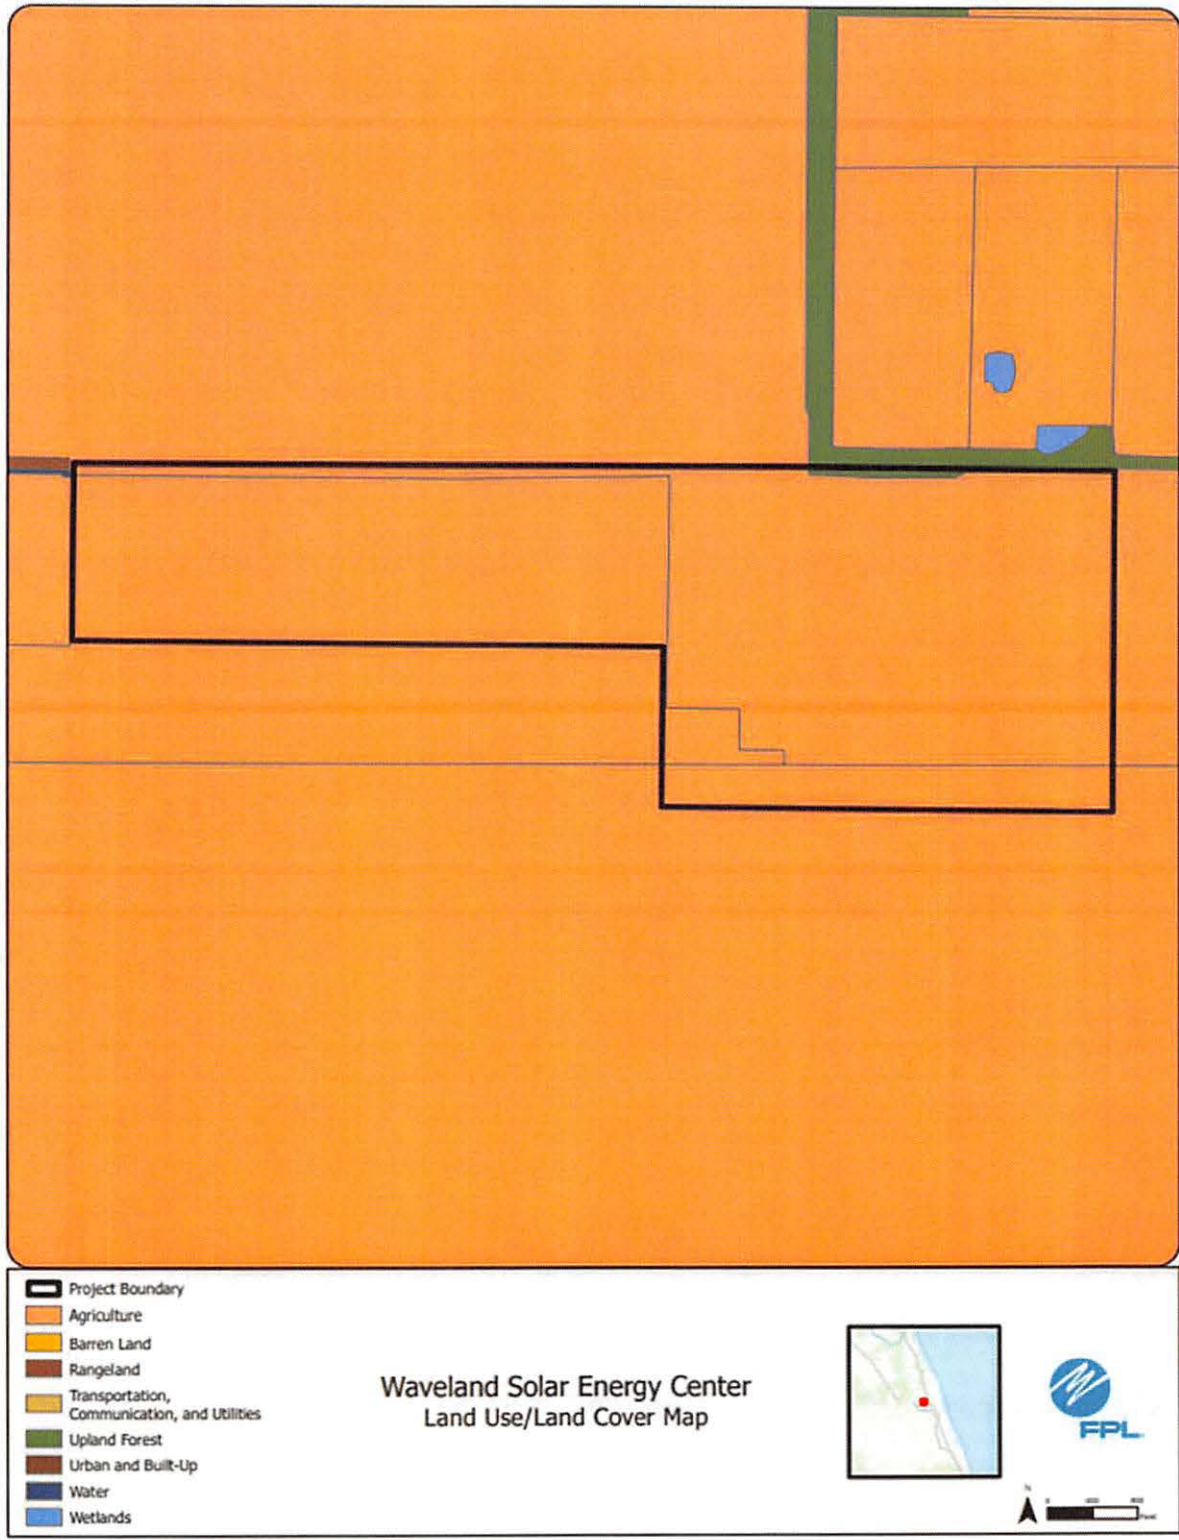 Project Boundary
Agriculture
Barren Land
Rangeland
Transportation,
Communication, and Utilities
Upland Forest
Urban and Built-Up
Water
Wetlands
Waveland Solar Energy Center
Land Use/Land Cover Map
FPL
N